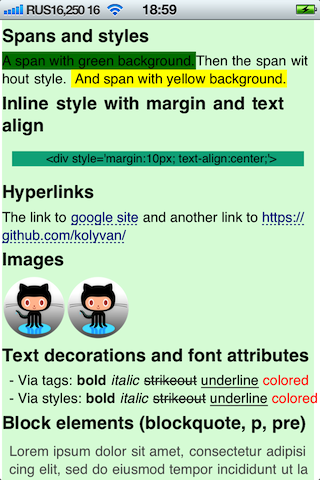 RUS16,250 16 18:59
Spans and styles
A span with green background. Then the span wit
hout style. And span with yellow background.
Inline style with margin and text
align
<div style='margin:10px; text-align:center;'>
Hyperlinks
The link to google site and another link to https://
github.com/kolyvan/
Images
Text decorations and font attributes
- Via tags: bold italic strikeout underline colored
- Via styles: bold italic strikeout underline colored
Block elements (blockquote, p, pre)
Lorem ipsum dolor sit amet, consectetur adipisi
cing elit, sed do eiusmod tempor incididunt ut la